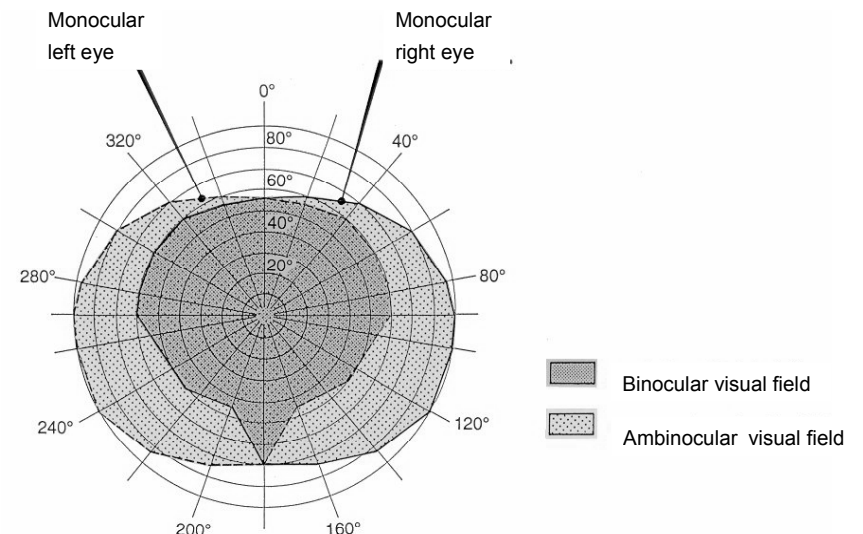 Monocular
left eye
Monocular
right eye
0°
320°
80°
40°
60°
40°
20°
280°
80°
240°
120°
200°
160°
Binocular visual field
Ambinocular visual field